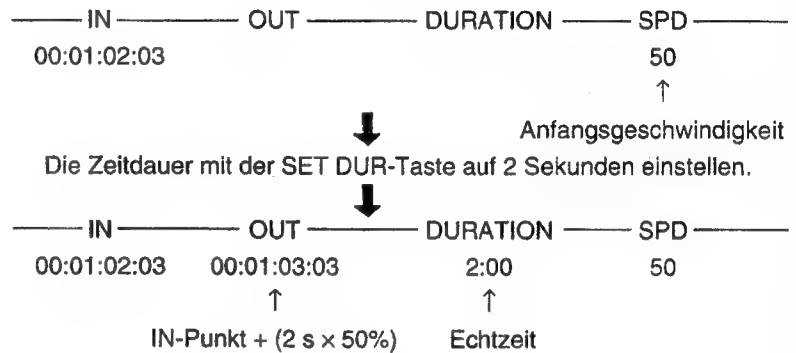 IN OUT DURATION SPD
00:01:02:03 50
↑
Anfangsgeschwindigkeit
Die Zeitdauer mit der SET DUR-Taste auf 2 Sekunden einstellen.
IN OUT DURATION SPD
00:01:02:03 00:01:03:03 2:00 50
↑ ↑
IN-Punkt + (2 s × 50%) Echtzeit